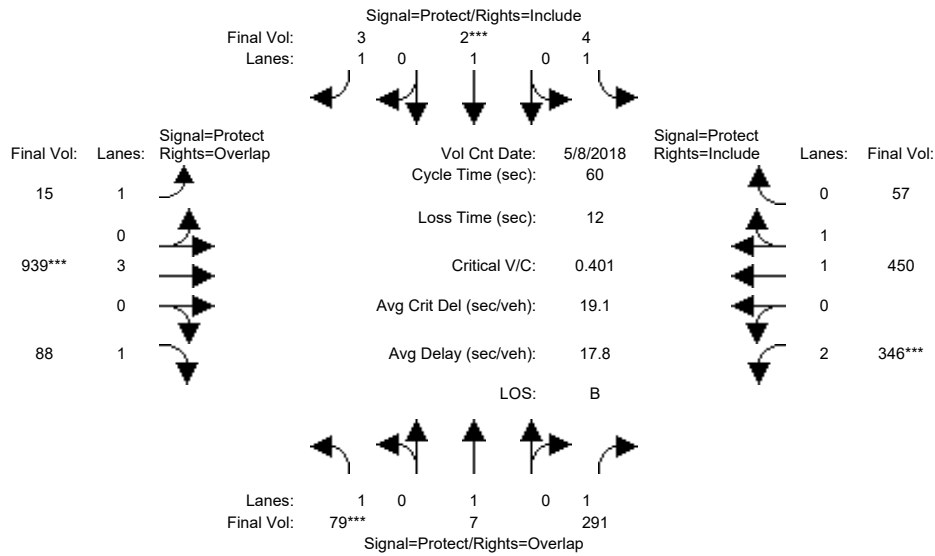 Signal=Protect/Rights=Include
Final Vol: 3 2*** 4
Lanes: 1 0 1 0 1
Signal=Protect Signal=Protect
Final Vol: Lanes: Rights=Overlap Vol Cnt Date: 5/8/2018 Rights=Include Lanes: Final Vol:
Cycle Time (sec): 60
15 1 0 57
Loss Time (sec): 12
0 1
939*** 3 Critical V/C: 0.401 1 450
0 Avg Crit Del (sec/veh): 19.1 0
88 1 Avg Delay (sec/veh): 17.8 2 346***
LOS: B
Lanes: 1 0 1 0 1
Final Vol: 79*** 7 291
Signal=Protect/Rights=Overlap